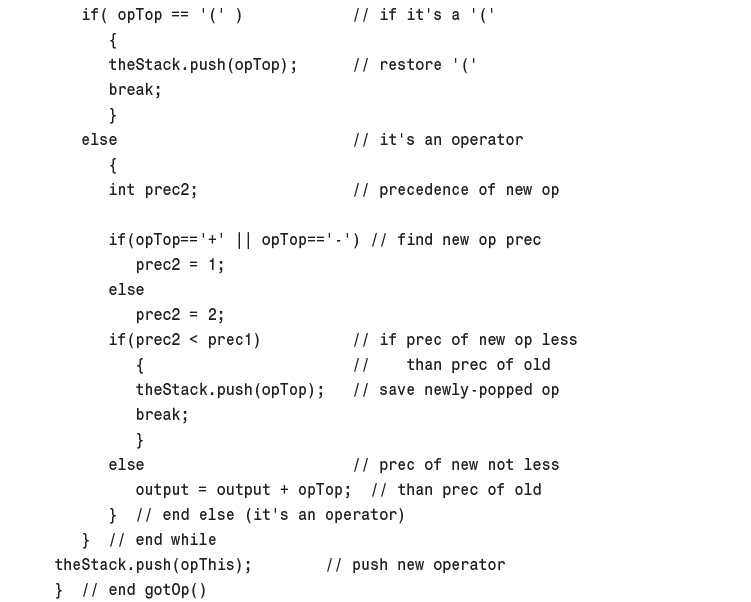 if( opTop == '(' )            // if it's a '('
   {
   theStack.push(opTop);      // restore '('
   break;
   }
else                          // it's an operator
   {
   int prec2;                 // precedence of new op
   if(opTop=='+' || opTop=='-') // find new op prec
      prec2 = 1;
   else
      prec2 = 2;
   if(prec2 < prec1)          // if prec of new op less
      {                       //    than prec of old
      theStack.push(opTop);   // save newly-popped op
      break;
      }
   else                       // prec of new not less
      output = output + opTop;  // than prec of old
   }  // end else (it's an operator)
}  // end while
theStack.push(opThis);        // push new operator
}  // end gotOp()